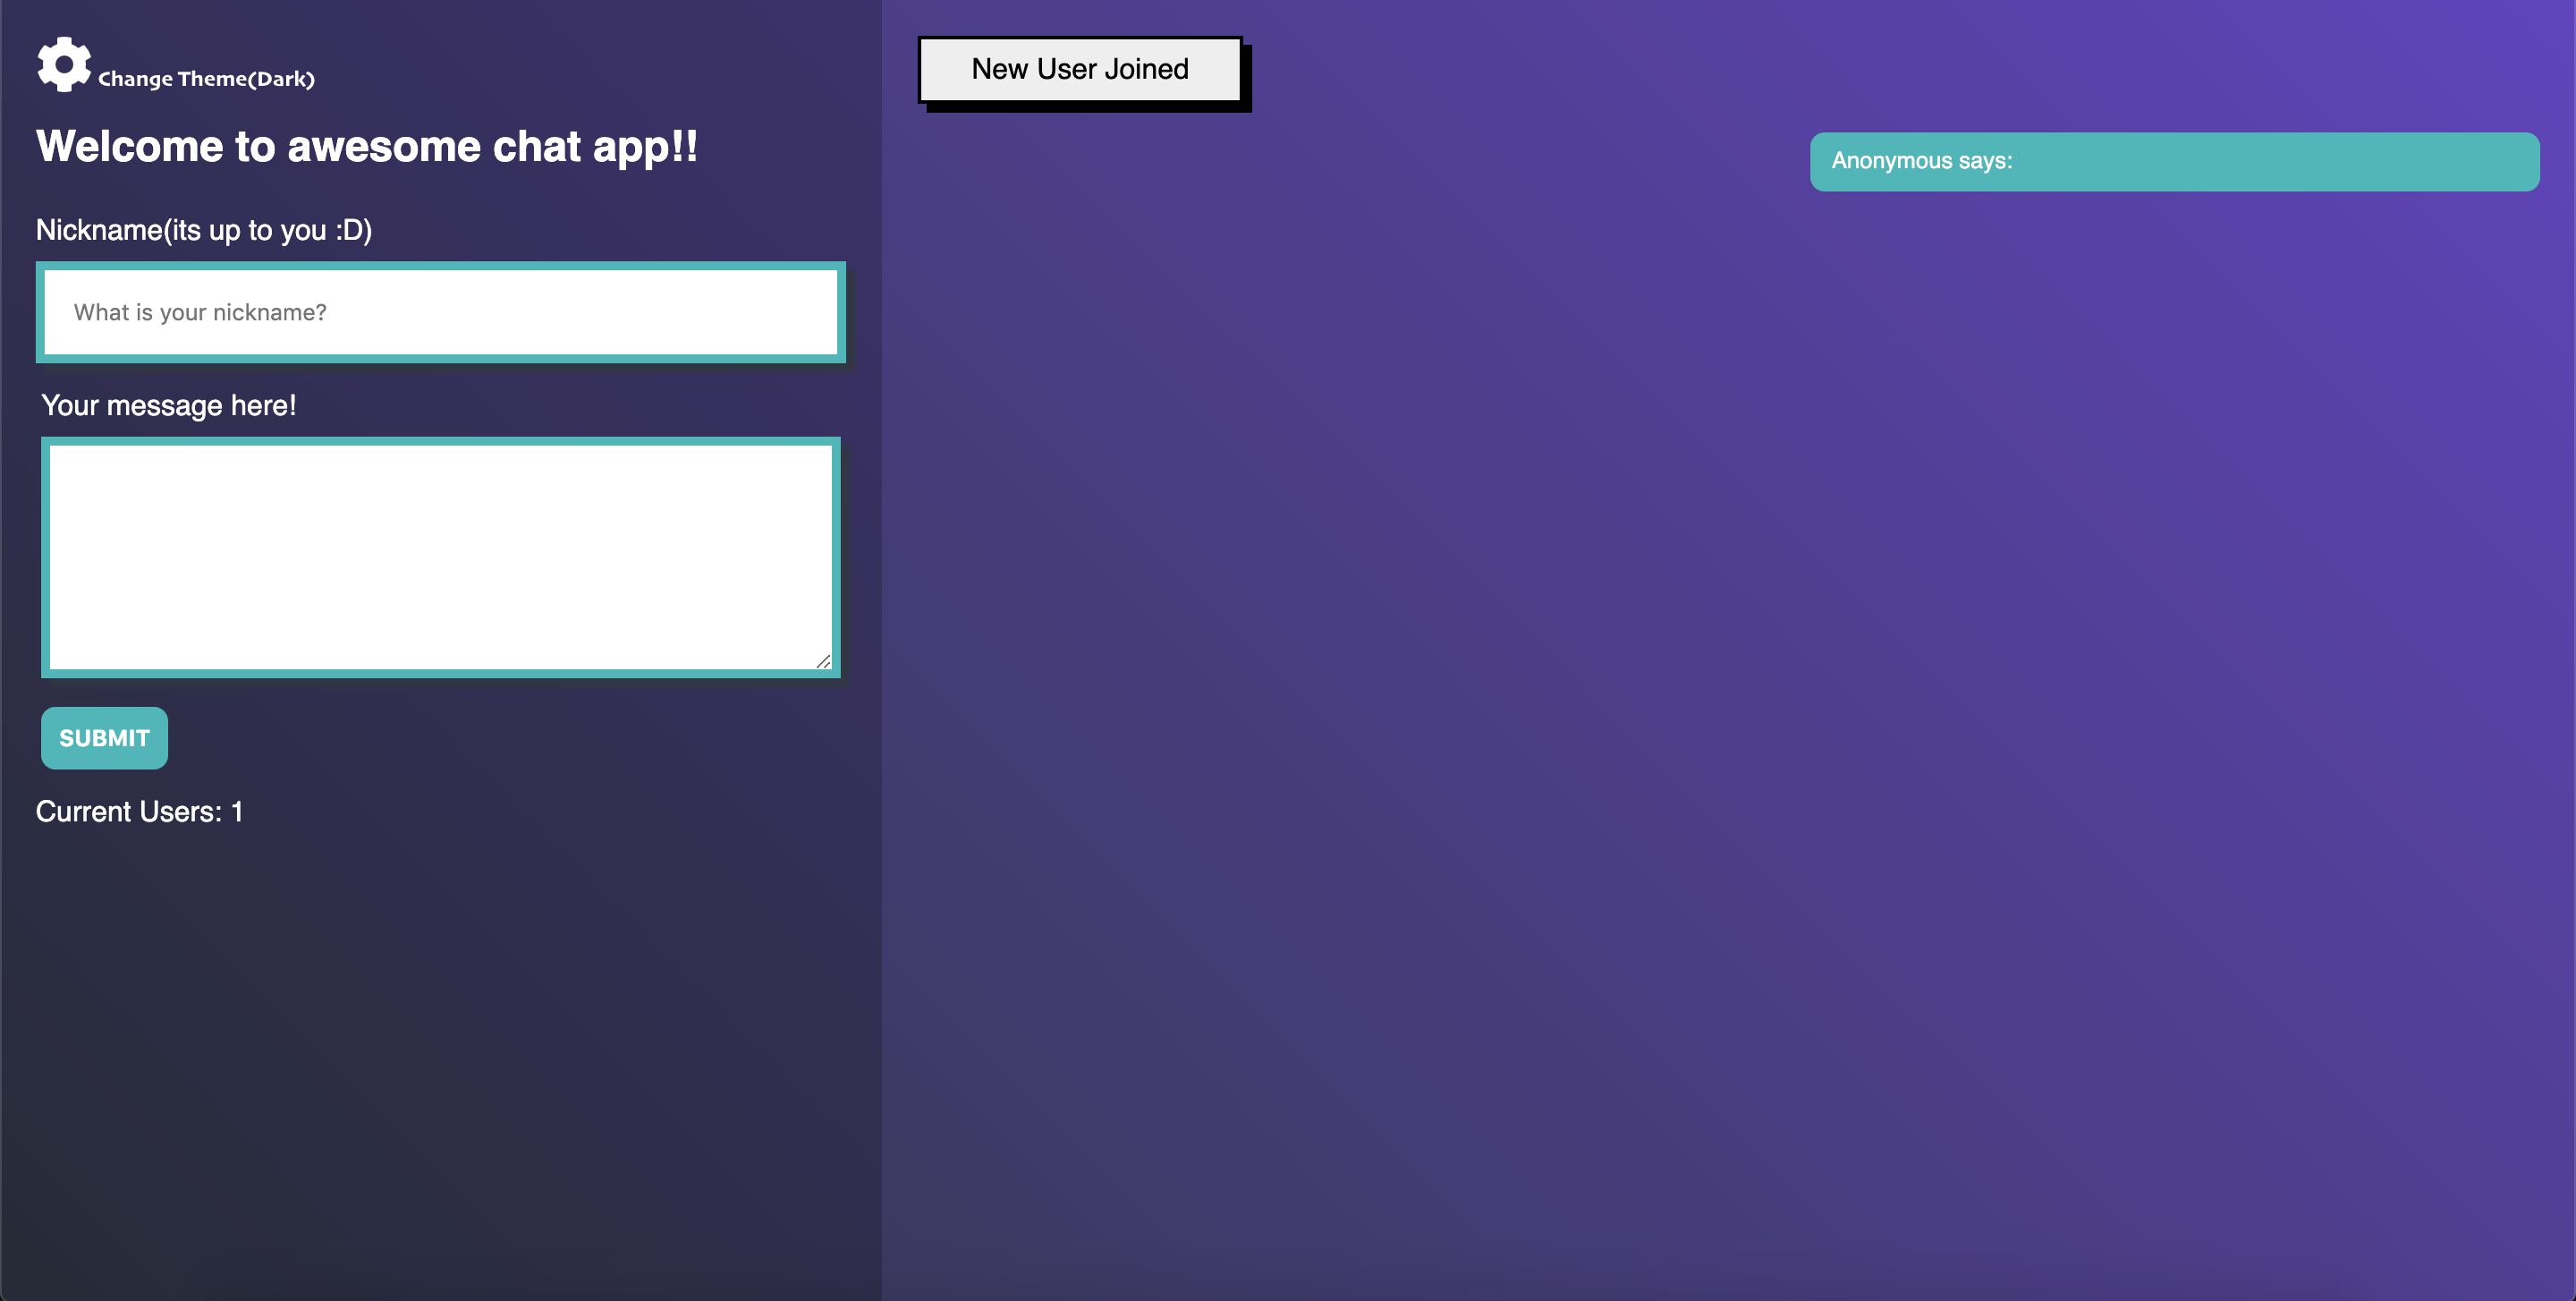 Change Theme(Dark)
Welcome to awesome chat app!!
Nickname(its up to you :D)
What is your nickname?
Your message here!
SUBMIT
Current Users: 1
New User Joined
Anonymous says: